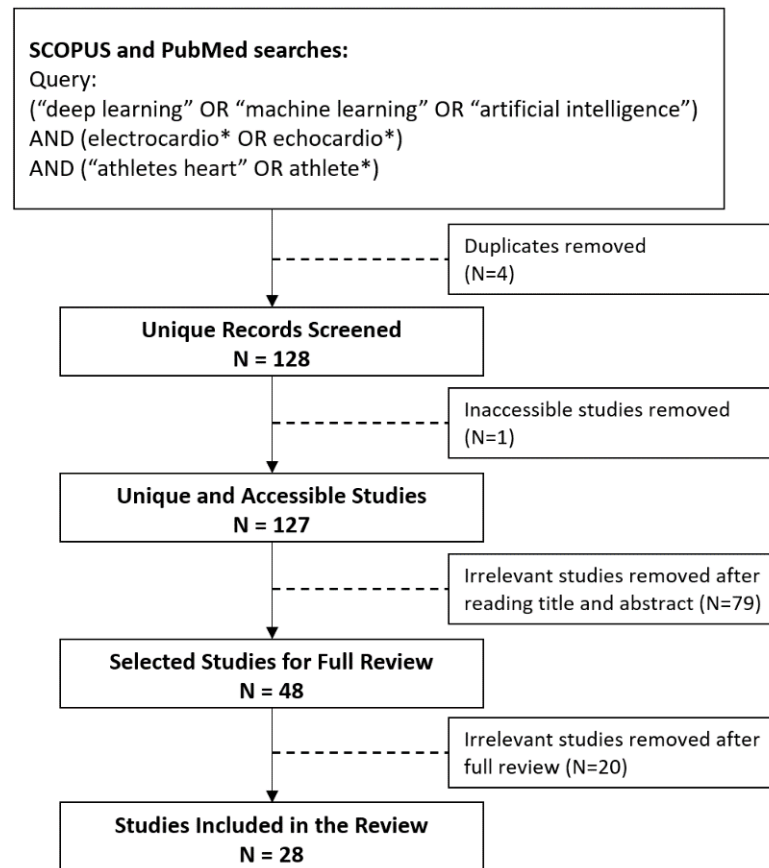 SCOPUS and PubMed searches:
Query:
(“deep learning” OR “machine learning” OR “artificial intelligence”)
AND (electrocardio* OR echocardio*)
AND (“athletes heart” OR athlete*)
Duplicates removed
(N=4)
Unique Records Screened
N = 128
Inaccessible studies removed
(N=1)
Unique and Accessible Studies
N = 127
Irrelevant studies removed after
reading title and abstract (N=79)
Selected Studies for Full Review
N = 48
Irrelevant studies removed after
full review (N=20)
Studies Included in the Review
N = 28